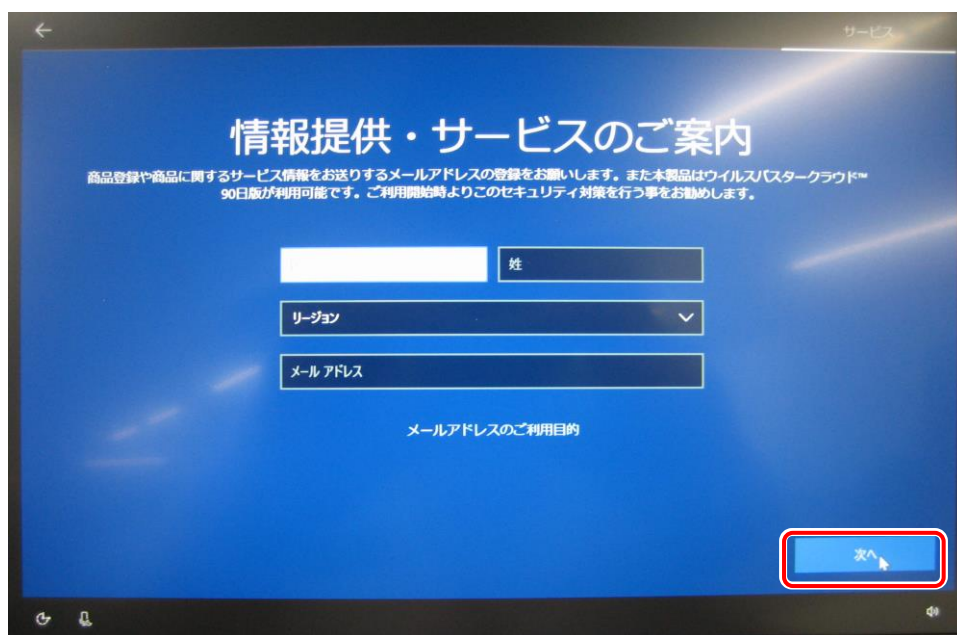 サービス
情報提供・サービスのご案内
商品登録や商品に関するサービス情報をお送りするメールアドレスの登録をお願いします。また本製品はウイルスバスタークラウド™
90日版が利用可能です。ご利用開始時よりこのセキュリティ対策を行う事をお勧めします。
姓
リージョン
メール アドレス
メールアドレスのご利用目的
次へ